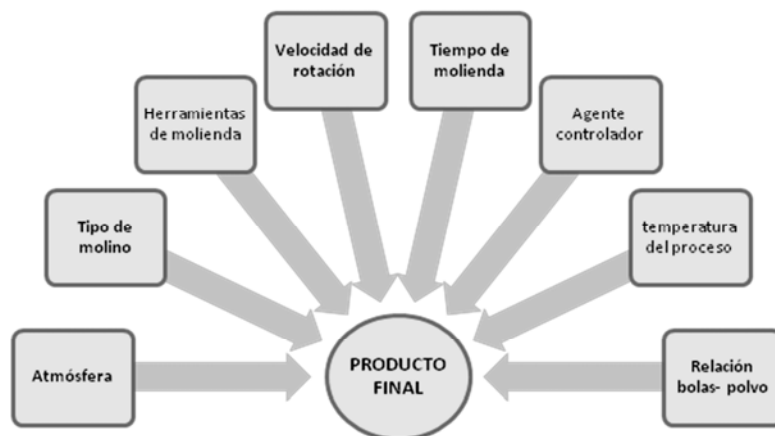 Atmósfera
Tipo de
molino
Herramientas
de molienda
Velocidad de
rotación
Tiempo de
molienda
Agente
controlador
temperatura
del proceso
Relación
bolas- polvo
PRODUCTO
FINAL